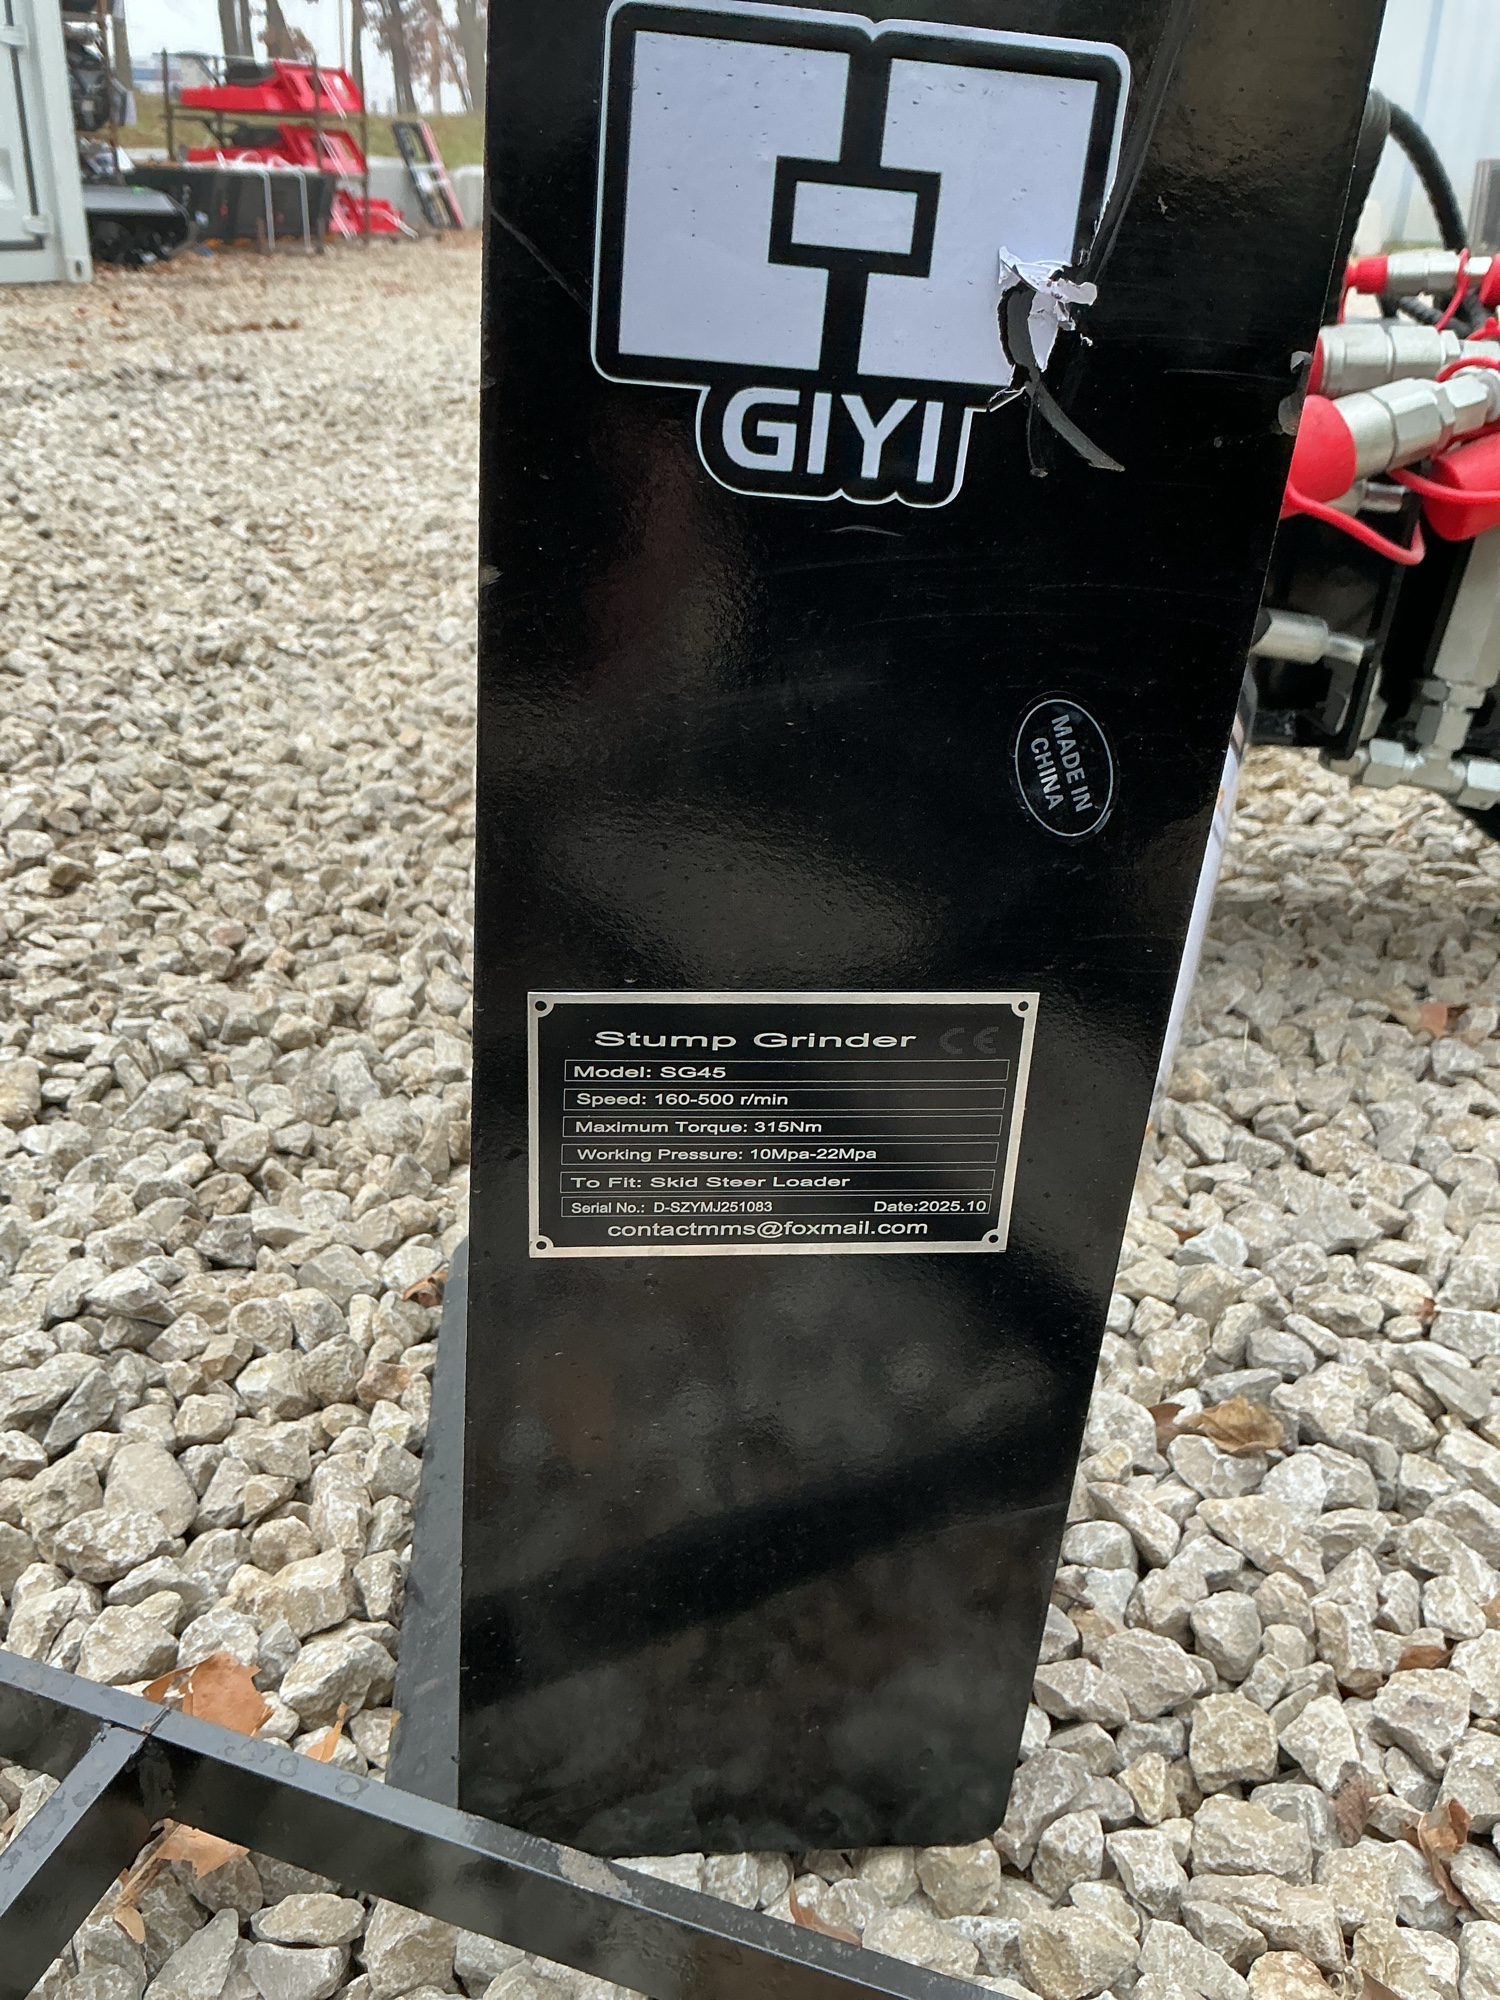 GIYI
MADE IN
CHINA
Stump Grinder CE
Model: SG45
Speed: 160-500 r/min
Maximum Torque: 315Nm
Working Pressure: 10Mpa-22Mpa
To Fit: Skid Steer Loader
Serial No.: D-SZYMJ251083 Date:2025.10
contactmms@foxmail.com